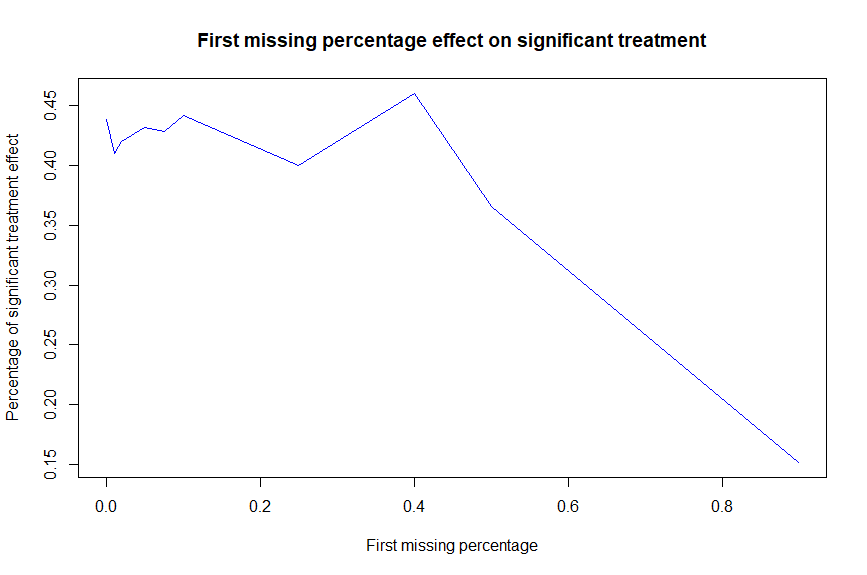 First missing percentage effect on significant treatment
Percentage of significant treatment effect
0.45
0.40
0.35
0.30
0.25
0.20
0.15
0.0 0.2 0.4 0.6 0.8
First missing percentage